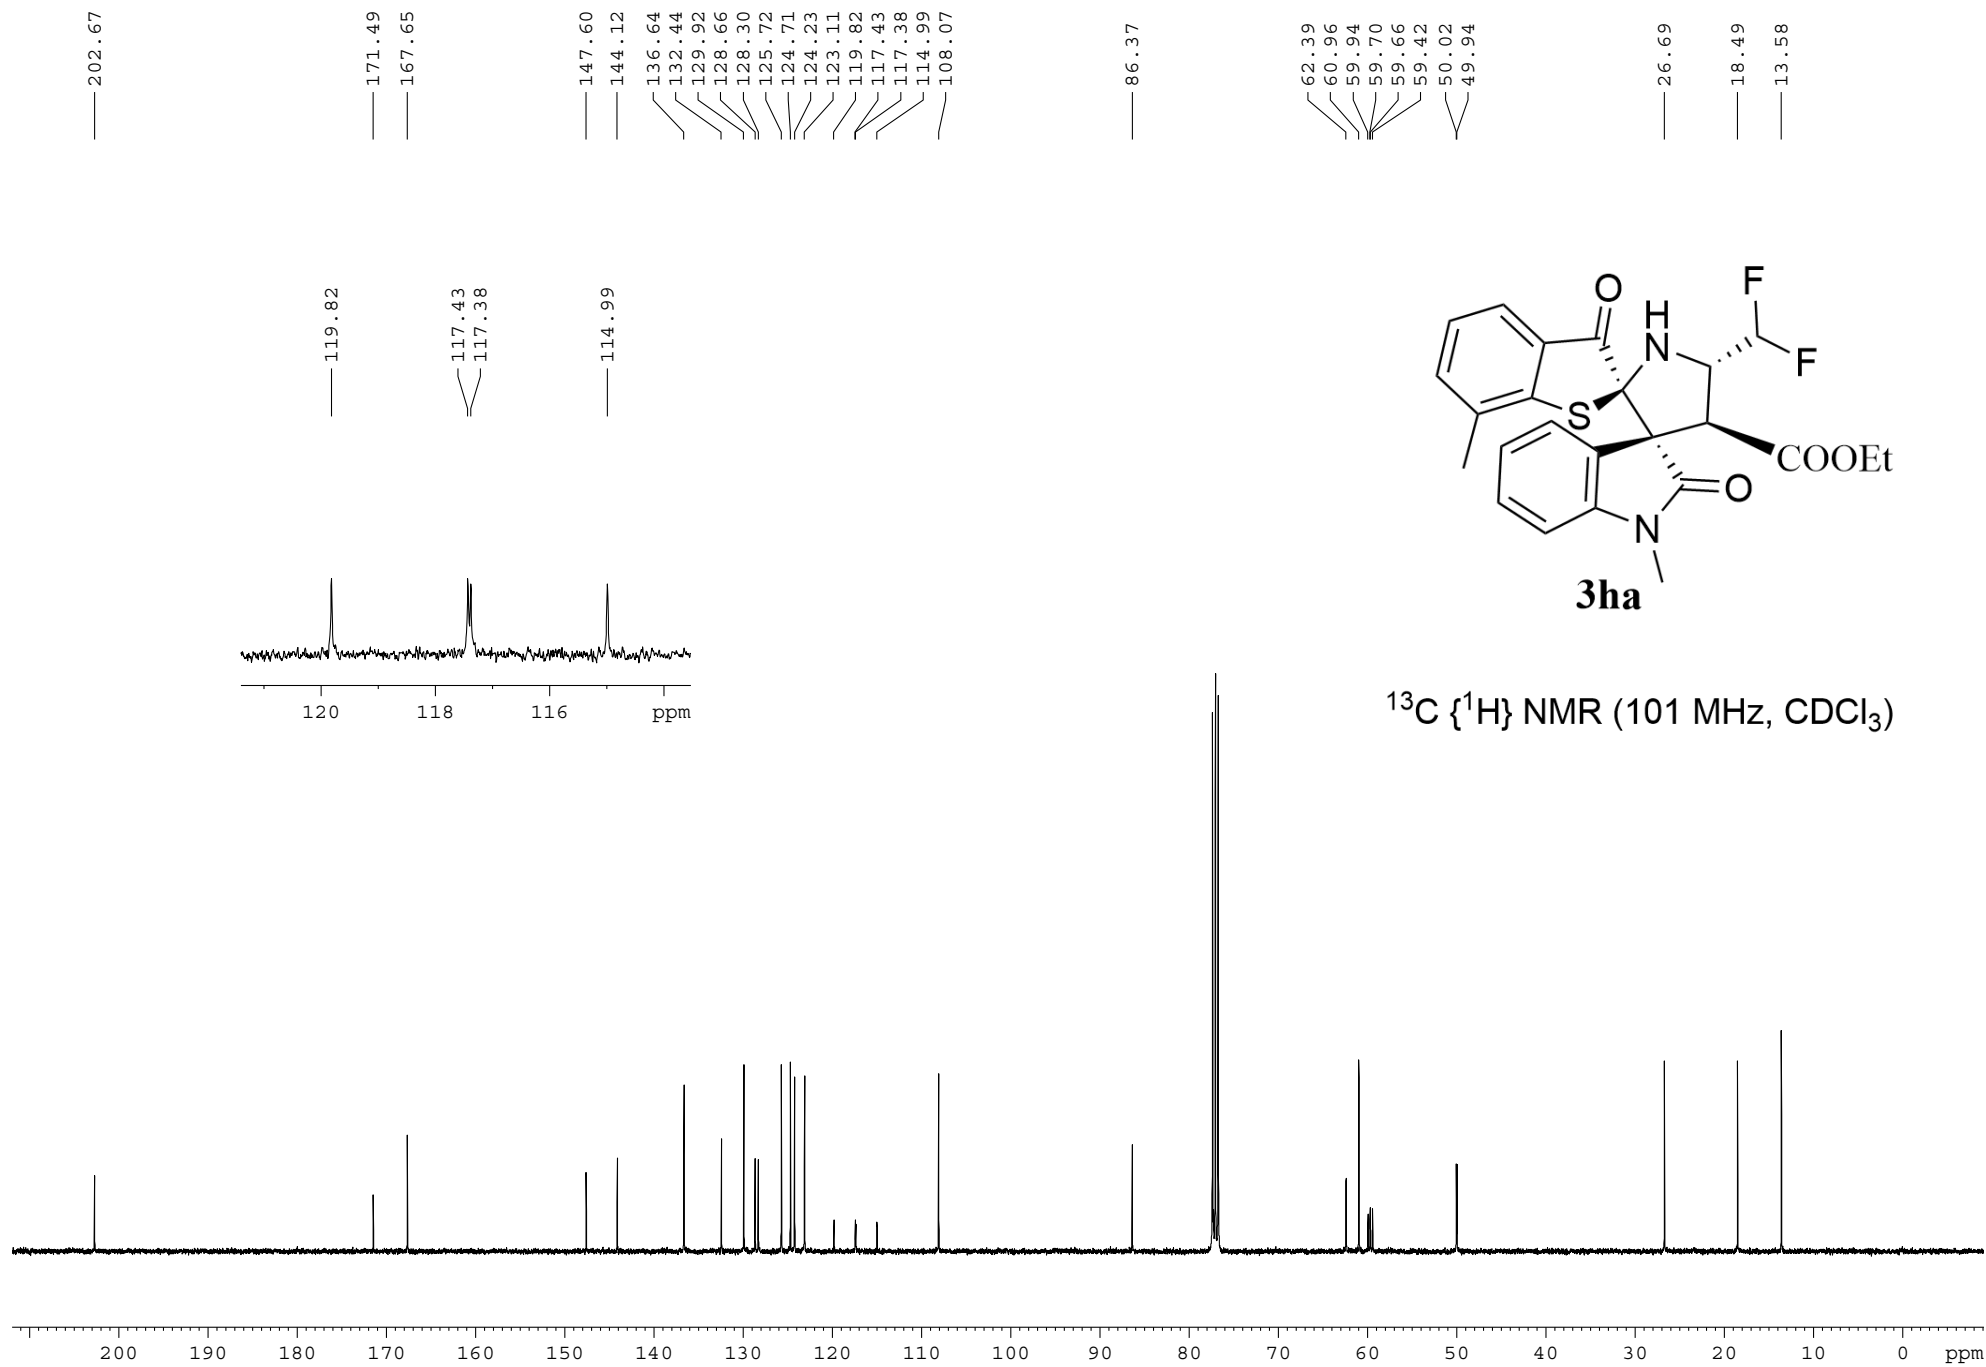 202.67
171.49
167.65
147.60
144.12
136.64
132.44
129.92
128.66
128.30
125.72
124.71
124.23
123.11
119.82
117.43
117.38
114.99
108.07
86.37
62.39
60.96
59.94
59.70
59.66
59.42
50.02
49.94
26.69
18.49
13.58
119.82
117.43
117.38
114.99
120 118 116 ppm
O
H
N
F
F
S
COOEt
O
N
3ha
¹³C {¹H} NMR (101 MHz, CDCl₃)
200 190 180 170 160 150 140 130 120 110 100 90 80 70 60 50 40 30 20 10 0 ppm